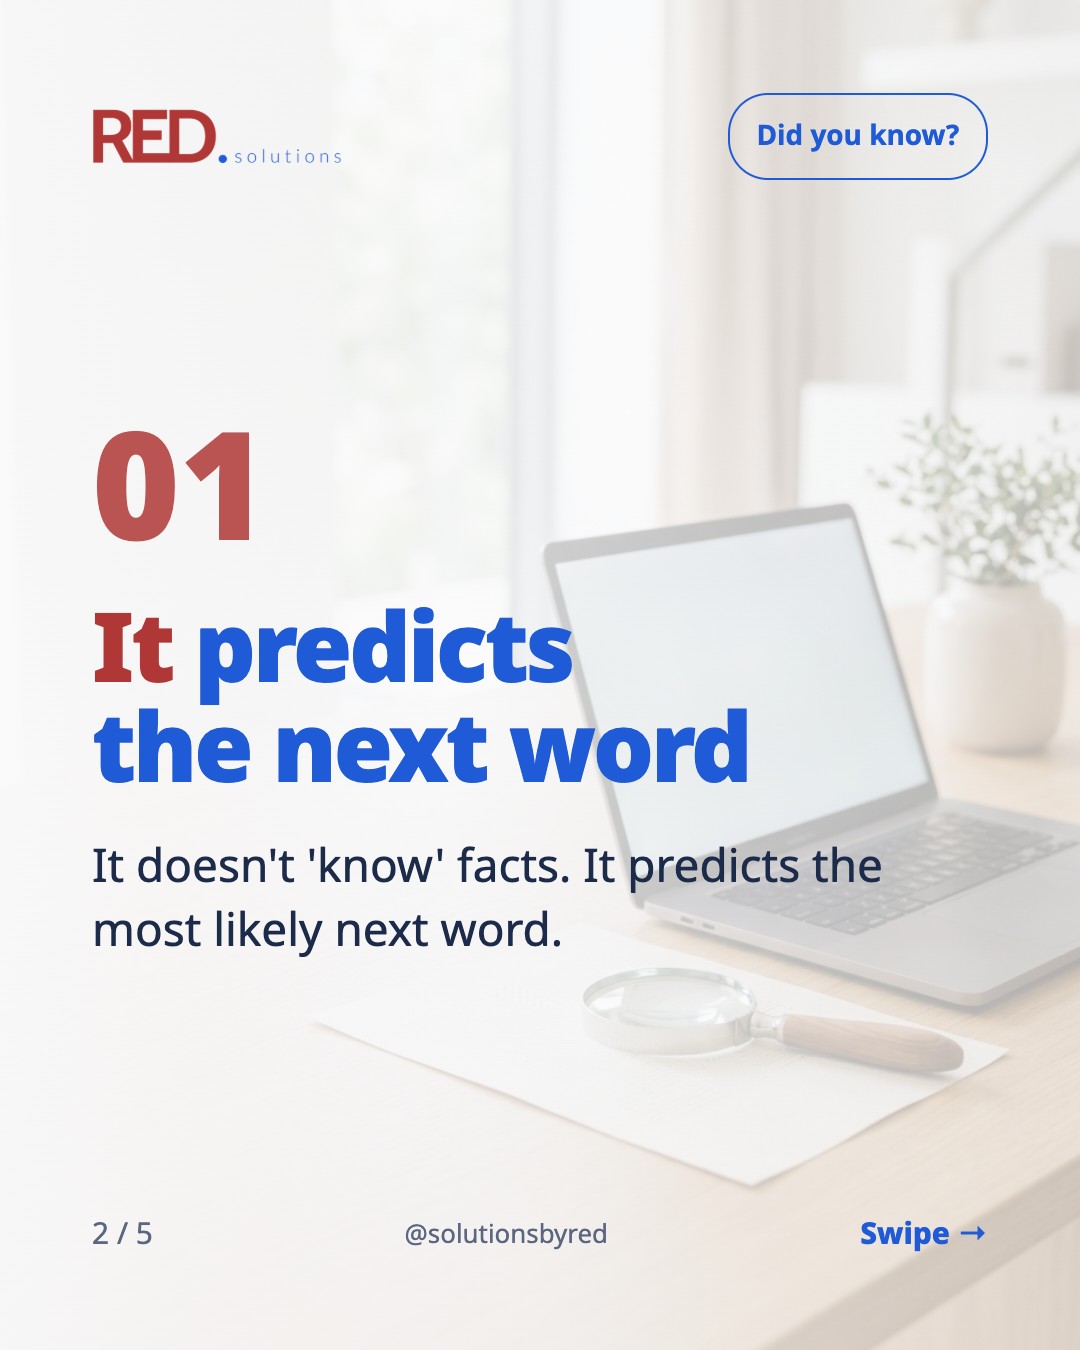 RED.solutions
Did you know?
01
It predicts
the next word
It doesn't 'know' facts. It predicts the
most likely next word.
2 / 5
@solutionsbyred
Swipe →